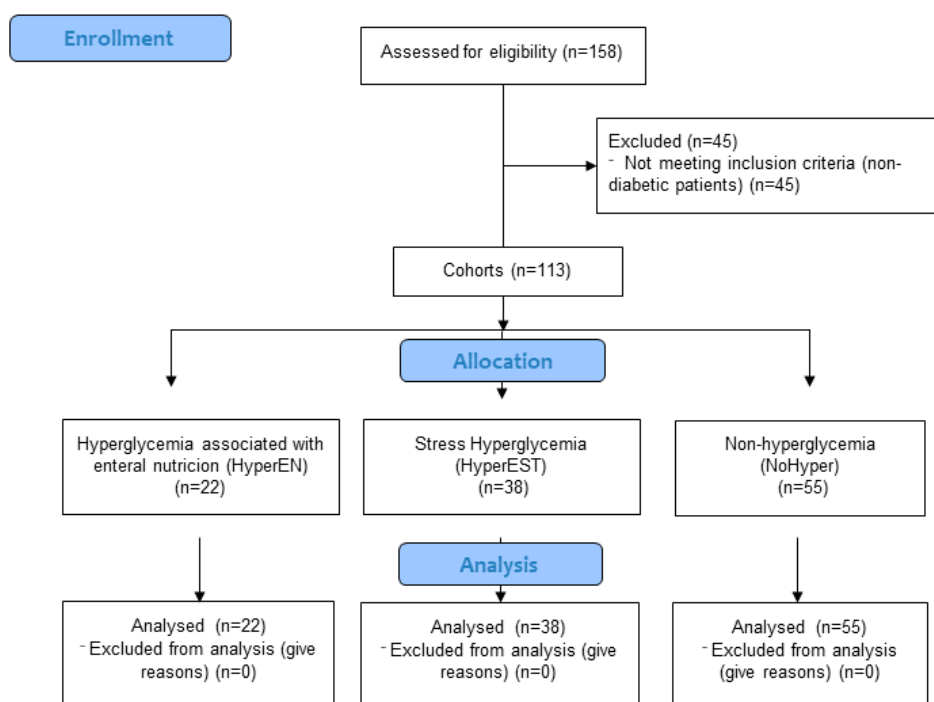 Enrollment
Assessed for eligibility (n=158)
Excluded (n=45)
- Not meeting inclusion criteria (non-
diabetic patients) (n=45)
Cohorts (n=113)
Allocation
Hyperglycemia associated with
enteral nutricion (HyperEN)
(n=22)
Stress Hyperglycemia
(HyperEST)
(n=38)
Non-hyperglycemia
(NoHyper)
(n=55)
Analysis
Analysed (n=22)
- Excluded from analysis (give
reasons) (n=0)
Analysed (n=38)
- Excluded from analysis (give
reasons) (n=0)
Analysed (n=55)
- Excluded from analysis
(give reasons) (n=0)